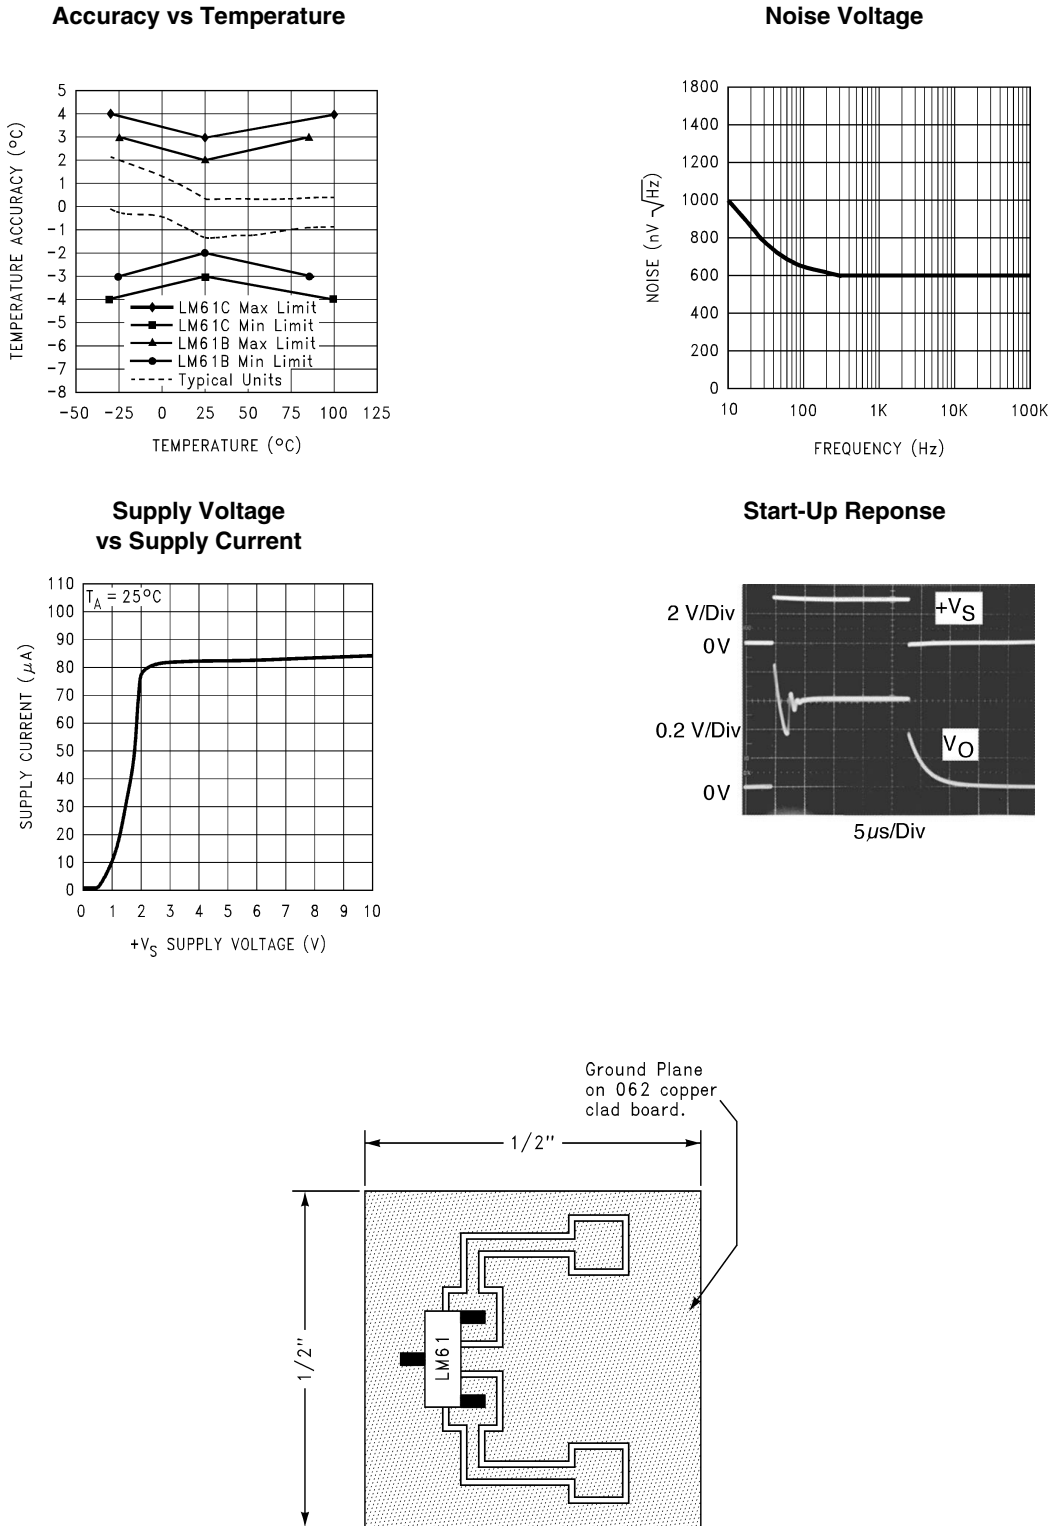 Accuracy vs Temperature
5
4
3
2
1
0
−1
−2
−3
−4
−5
−6
−7
−8
TEMPERATURE ACCURACY (°C)
LM61C Max Limit
LM61C Min Limit
LM61B Max Limit
LM61B Min Limit
Typical Units
−50 −25 0 25 50 75 100 125
TEMPERATURE (°C)
Noise Voltage
1800
1400
1200
1000
800
600
400
200
0
NOISE (nV √Hz)
10 100 1K 10K 100K
FREQUENCY (Hz)
Supply Voltage
vs Supply Current
110
100
90
80
70
60
50
40
30
20
10
0
SUPPLY CURRENT (μA)
TA = 25°C
0 1 2 3 4 5 6 7 8 9 10
+VS SUPPLY VOLTAGE (V)
Start-Up Reponse
2 V/Div
+VS
0V
0.2 V/Div
VO
0V
5μs/Div
Ground Plane
on 062 copper
clad board.
1/2"
1/2"
LM61